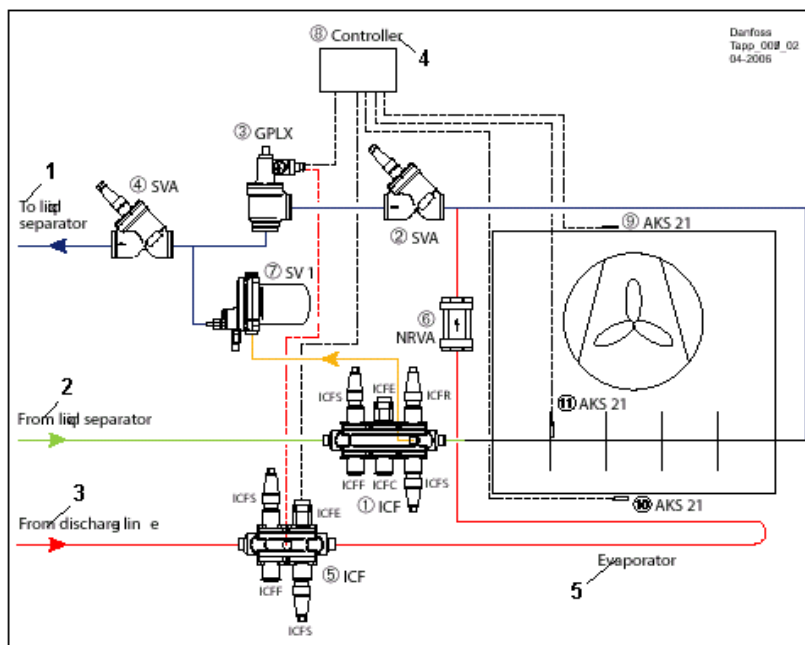 Danfoss
Tapp_00_02
04-2006
⑧ Controller
4
③ GPLX
1
④ SVA
To liqd
separator
② SVA
⑨ AKS 21
⑦ SV 1
⑥
NRVA
2
From liqd separator
ICFS
ICFE
ICFR
⑪ AKS 21
ICFF
ICFC
ICFS
① ICF
3
From discharg lin e
ICFS
ICFE
⑩ AKS 21
ICFF
⑤ ICF
ICFS
Evaporator
5